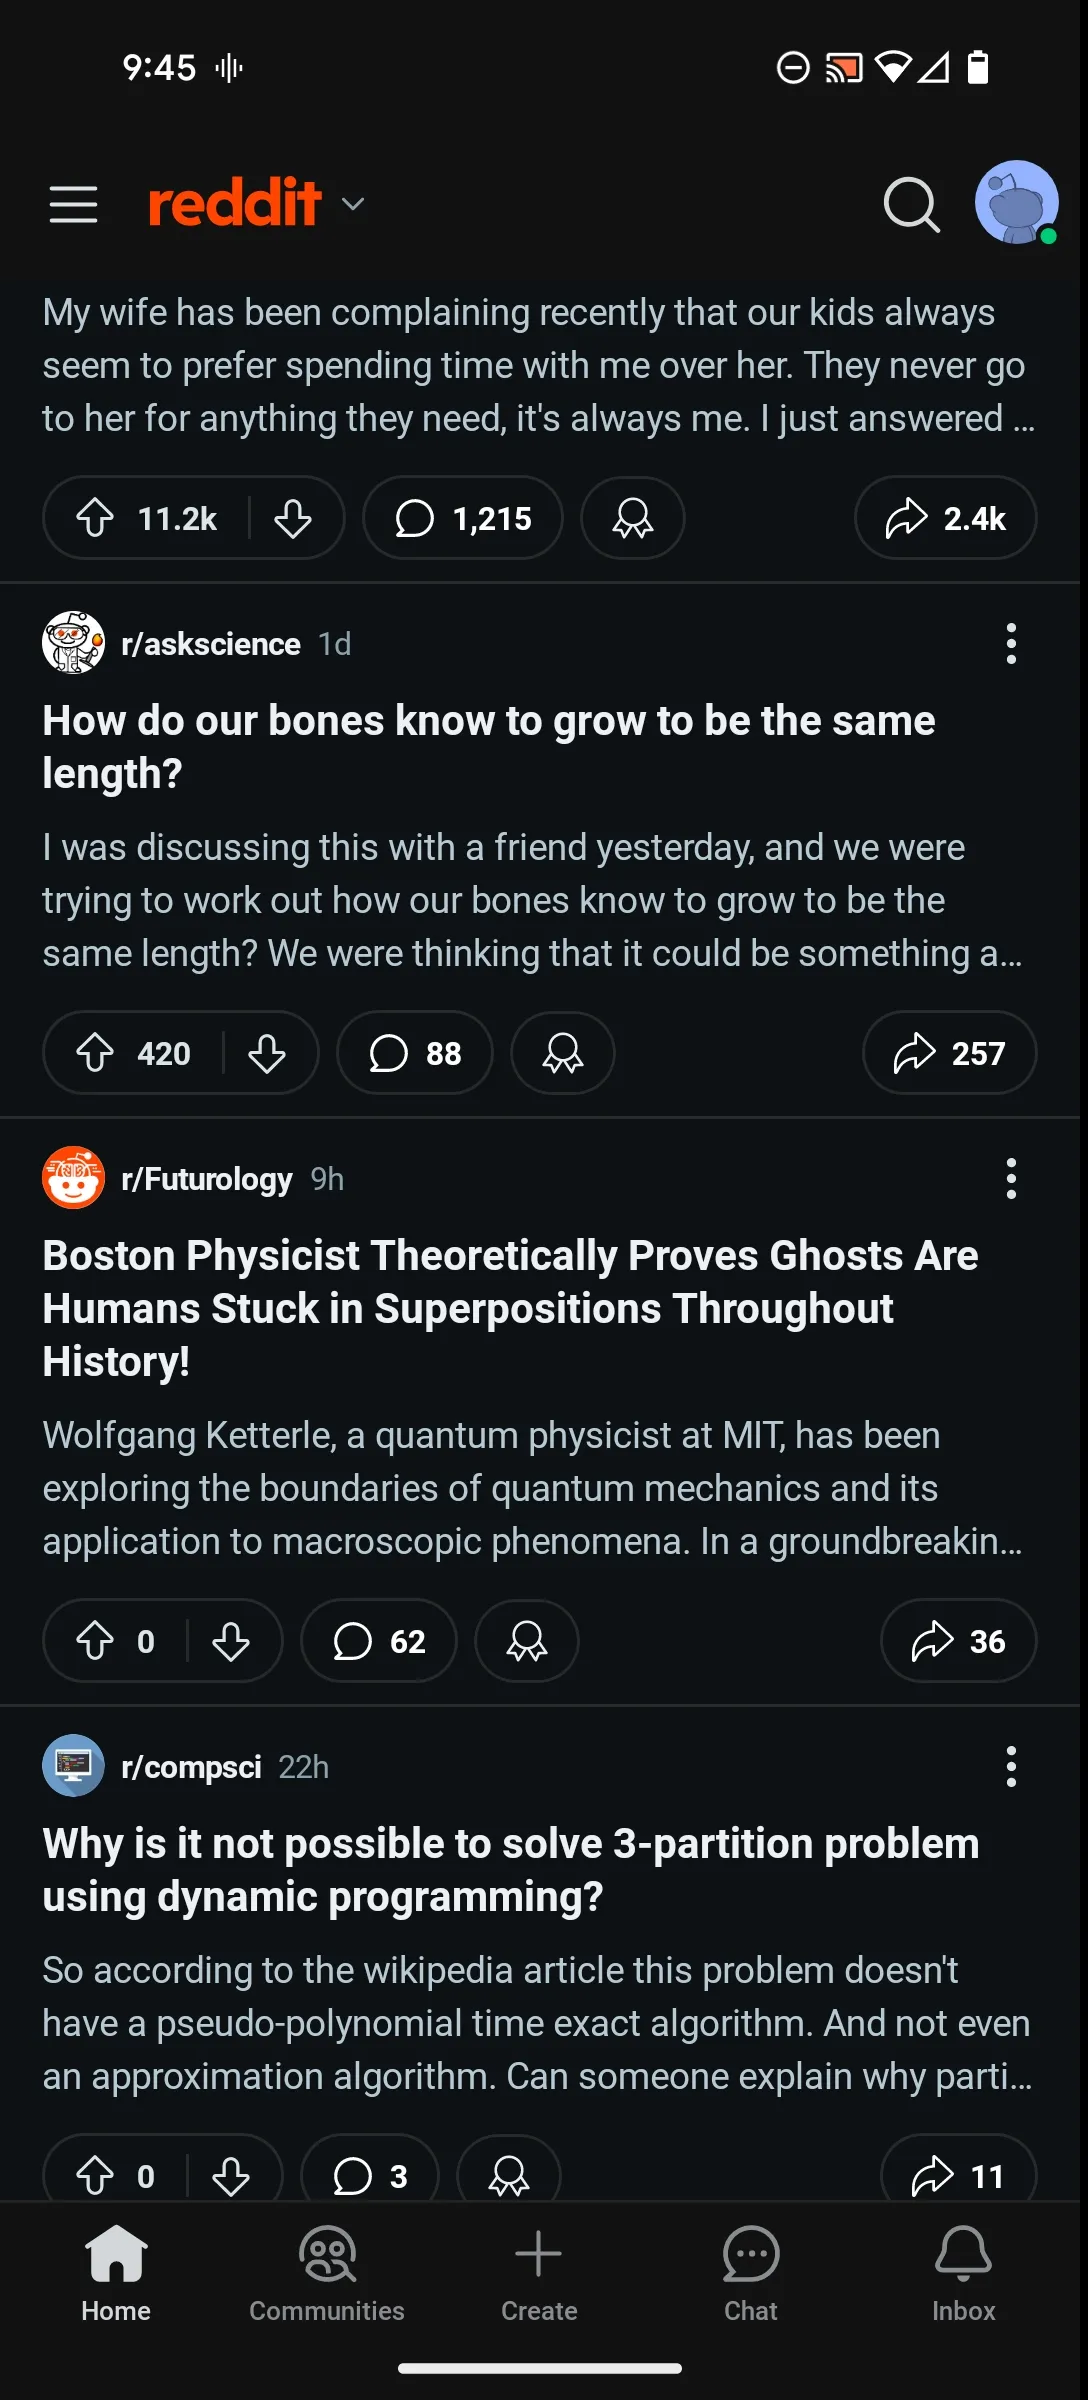 9:45
reddit
My wife has been complaining recently that our kids always
seem to prefer spending time with me over her. They never go
to her for anything they need, it's always me. I just answered ...
11.2k
1,215
2.4k
r/askscience 1d
How do our bones know to grow to be the same
length?
I was discussing this with a friend yesterday, and we were
trying to work out how our bones know to grow to be the
same length? We were thinking that it could be something a...
420
88
257
r/Futurology 9h
Boston Physicist Theoretically Proves Ghosts Are
Humans Stuck in Superpositions Throughout
History!
Wolfgang Ketterle, a quantum physicist at MIT, has been
exploring the boundaries of quantum mechanics and its
application to macroscopic phenomena. In a groundbreakin...
0
62
36
r/compsci 22h
Why is it not possible to solve 3-partition problem
using dynamic programming?
So according to the wikipedia article this problem doesn't
have a pseudo-polynomial time exact algorithm. And not even
an approximation algorithm. Can someone explain why parti...
0
3
11
Home
Communities
Create
Chat
Inbox